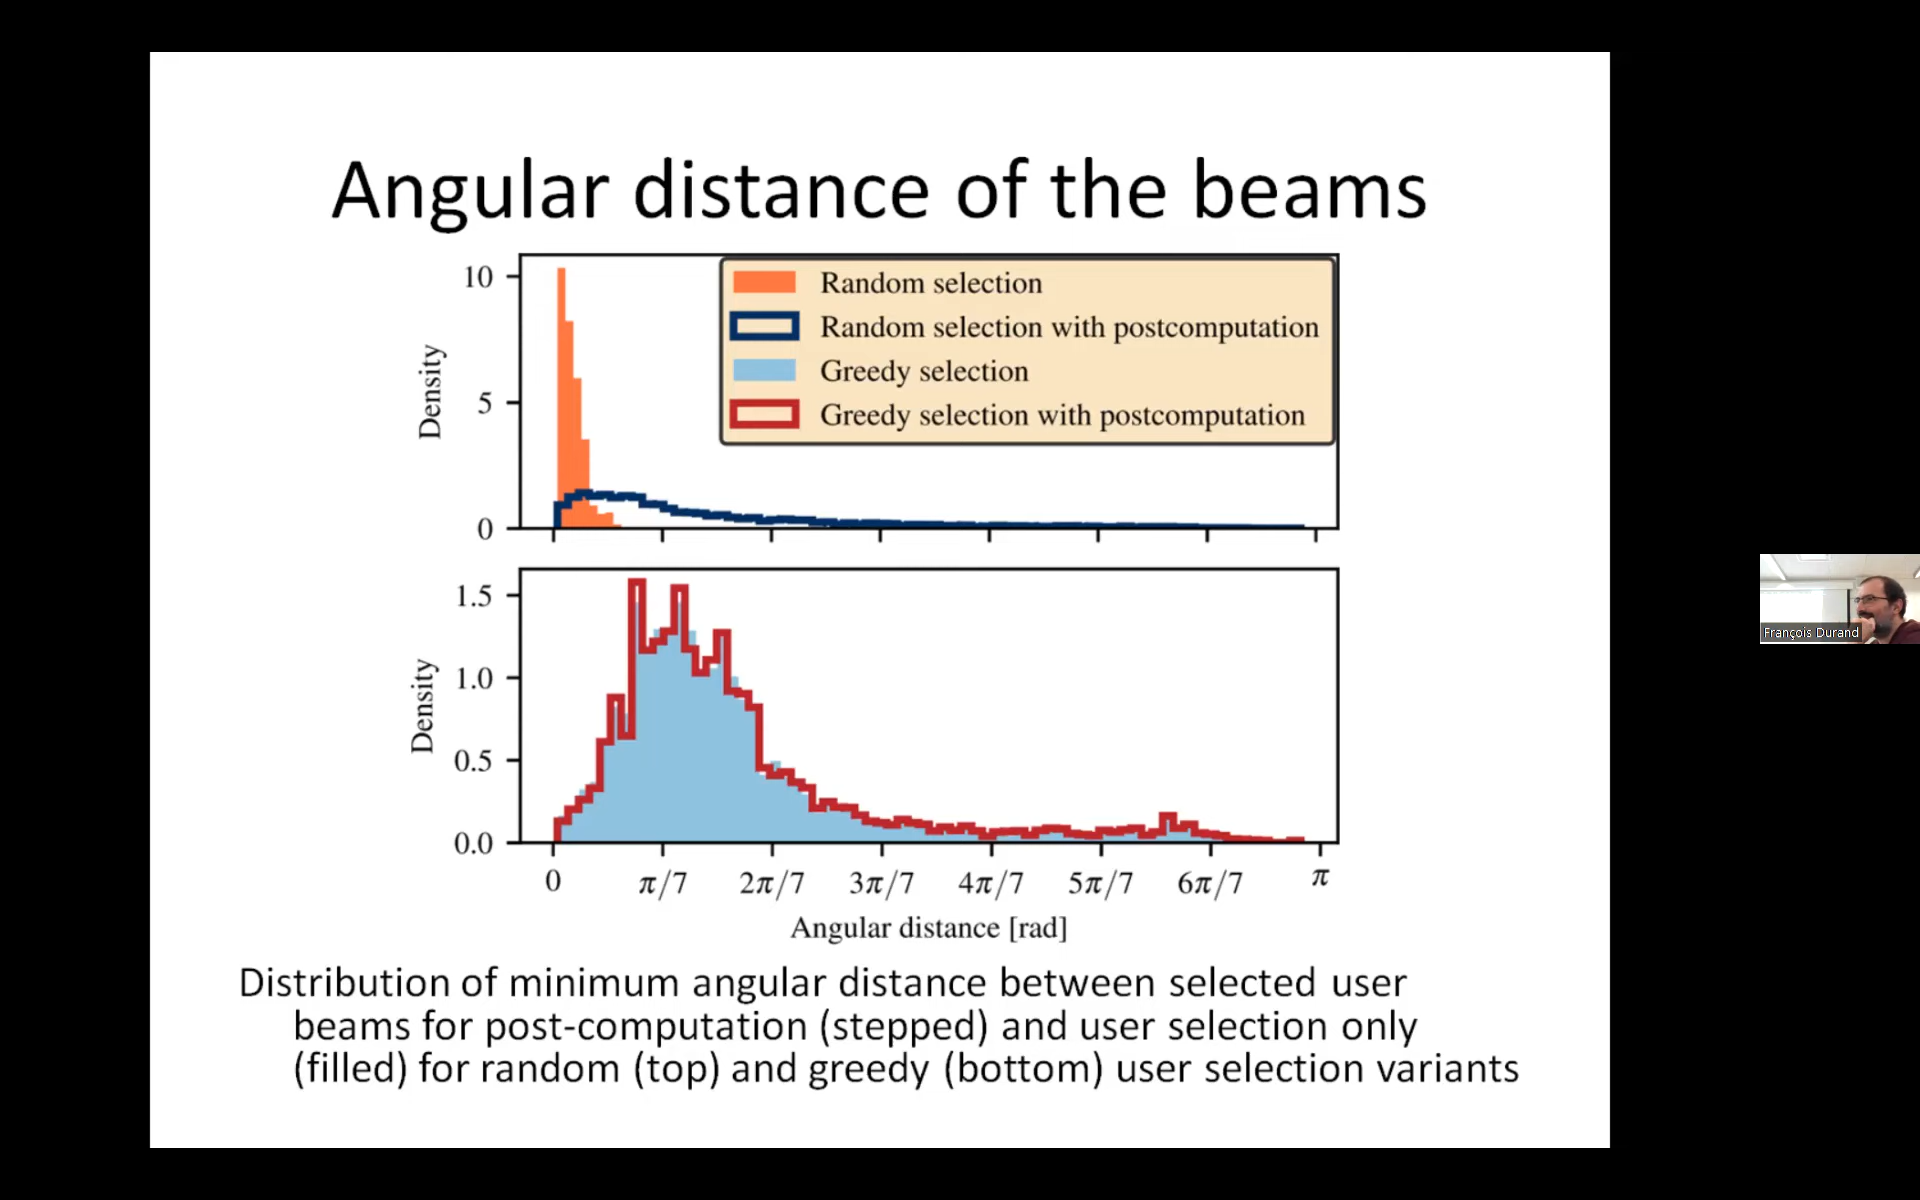 Angular distance of the beams
10
5
0
Density
Random selection
Random selection with postcomputation
Greedy selection
Greedy selection with postcomputation
1.5
1.0
0.5
0.0
Density
0
π/7
2π/7
3π/7
4π/7
5π/7
6π/7
π
Angular distance [rad]
Distribution of minimum angular distance between selected user
beams for post-computation (stepped) and user selection only
(filled) for random (top) and greedy (bottom) user selection variants
François Durand